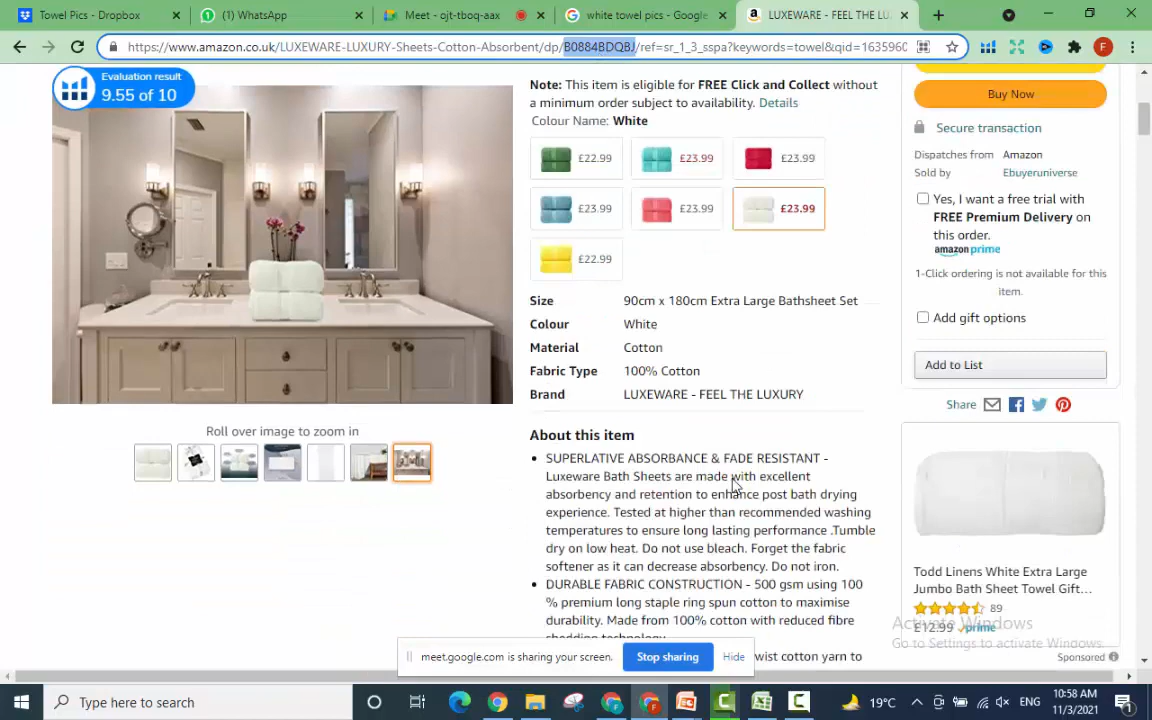 Towel Pics - Dropbox
(1) WhatsApp
Meet - ojt-tboq-aax
white towel pics - Google
LUXEWARE - FEEL THE LU
https://www.amazon.co.uk/LUXEWARE-LUXURY-Sheets-Cotton-Absorbent/dp/B0884BDQBJ/ref=sr_1_3_sspa?keywords=towel&qid=1635960
F
Evaluation result
9.55 of 10
Roll over image to zoom in
Note: This item is eligible for FREE Click and Collect without
a minimum order subject to availability. Details
Colour Name: White
£22.99
£23.99
£23.99
£23.99
£23.99
£23.99
£22.99
Size 90cm x 180cm Extra Large Bathsheet Set
Colour White
Material Cotton
Fabric Type 100% Cotton
Brand LUXEWARE - FEEL THE LUXURY
About this item
SUPERLATIVE ABSORBANCE & FADE RESISTANT -
Luxeware Bath Sheets are made with excellent
absorbency and retention to enhance post bath drying
experience. Tested at higher than recommended washing
temperatures to ensure long lasting performance .Tumble
dry on low heat. Do not use bleach. Forget the fabric
softener as it can decrease absorbency. Do not iron.
DURABLE FABRIC CONSTRUCTION - 500 gsm using 100
% premium long staple ring spun cotton to maximise
durability. Made from 100% cotton with reduced fibre
shedding technology
wist cotton yarn to
Buy Now
Secure transaction
Dispatches from Amazon
Sold by Ebuyeruniverse
Yes, I want a free trial with
FREE Premium Delivery on
this order.
amazon prime
1-Click ordering is not available for this
item.
Add gift options
Add to List
Share
Todd Linens White Extra Large
Jumbo Bath Sheet Towel Gift...
89
£12.99 prime
Sponsored
Activate Windows
Go to Settings to activate Windows.
meet.google.com is sharing your screen.
Stop sharing
Hide
Type here to search
19°C
ENG
10:58 AM
11/3/2021
1